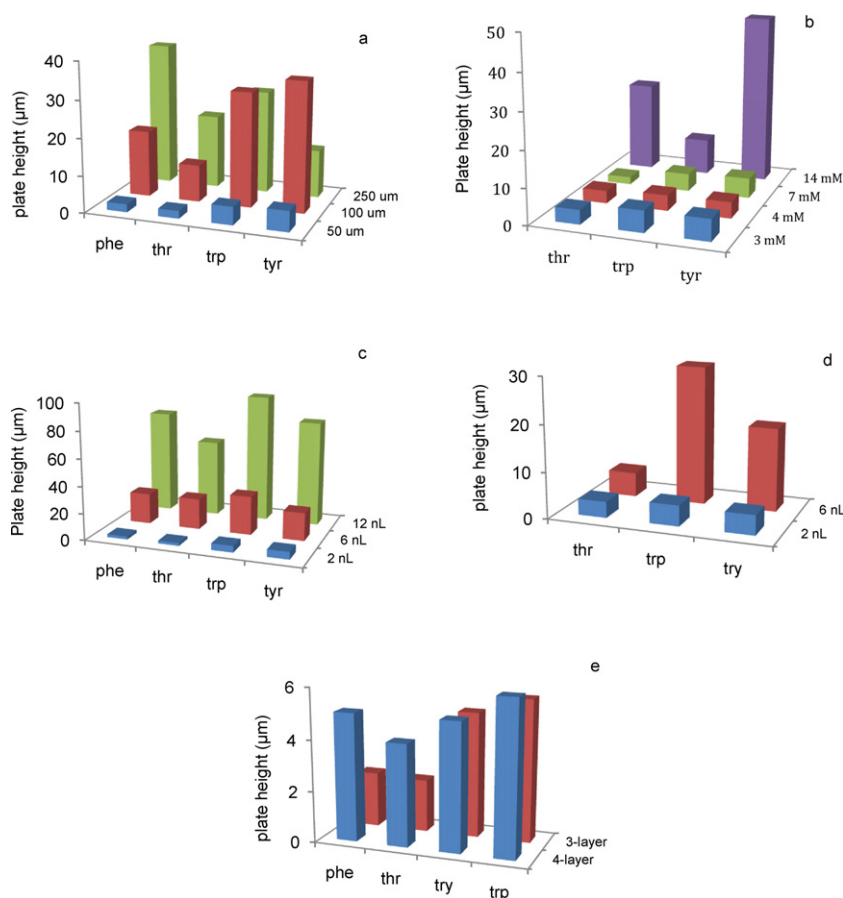 a
plate height (µm)
40
30
20
10
0
phe thr trp tyr
250 um
100 um
50 um
b
Plate height (µm)
50
40
30
20
10
0
thr trp tyr
14 mM
7 mM
4 mM
3 mM
c
Plate height (µm)
100
80
60
40
20
0
phe thr trp tyr
12 nL
6 nL
2 nL
d
plate height (µm)
30
20
10
0
thr trp try
6 nL
2 nL
e
plate height (µm)
6
4
2
0
phe thr try trp
3-layer
4-layer